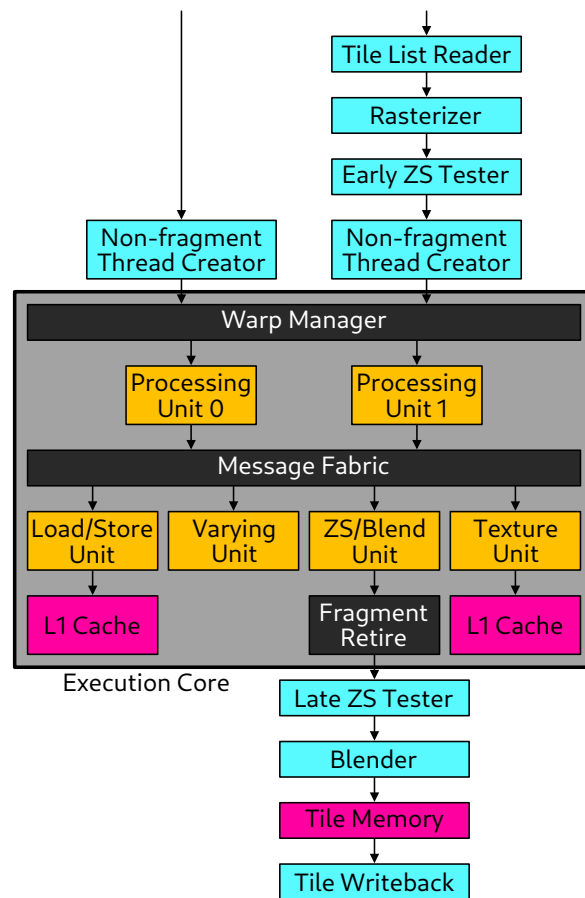 Tile List Reader
Rasterizer
Early ZS Tester
Non-fragment
Thread Creator
Non-fragment
Thread Creator
Warp Manager
Processing
Unit 0
Processing
Unit 1
Message Fabric
Load/Store
Unit
Varying
Unit
ZS/Blend
Unit
Texture
Unit
L1 Cache
Fragment
Retire
L1 Cache
Execution Core
Late ZS Tester
Blender
Tile Memory
Tile Writeback